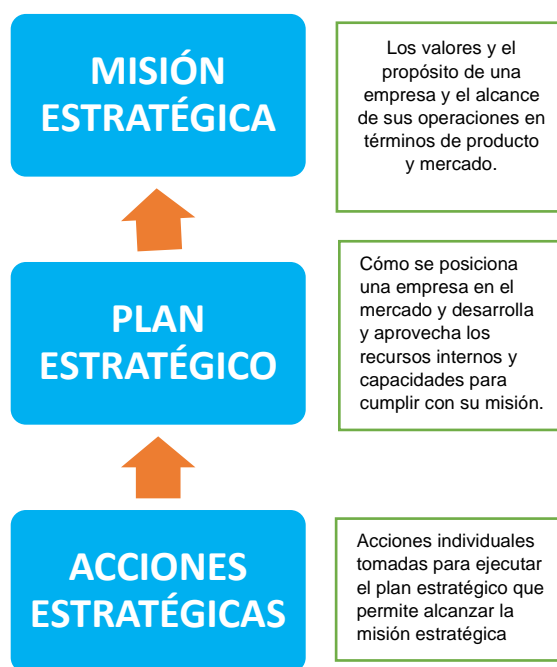 MISIÓN
ESTRATÉGICA
Los valores y el
propósito de una
empresa y el alcance
de sus operaciones en
términos de producto
y mercado.
PLAN
ESTRATÉGICO
Cómo se posiciona
una empresa en el
mercado y desarrolla
y aprovecha los
recursos internos y
capacidades para
cumplir con su misión.
ACCIONES
ESTRATÉGICAS
Acciones individuales
tomadas para ejecutar
el plan estratégico que
permite alcanzar la
misión estratégica